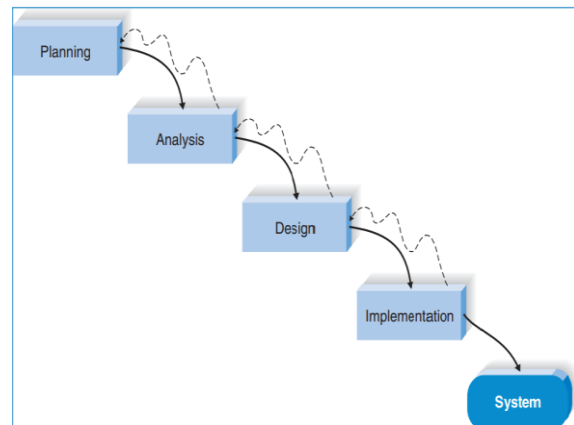 Planning
Analysis
Design
Implementation
System